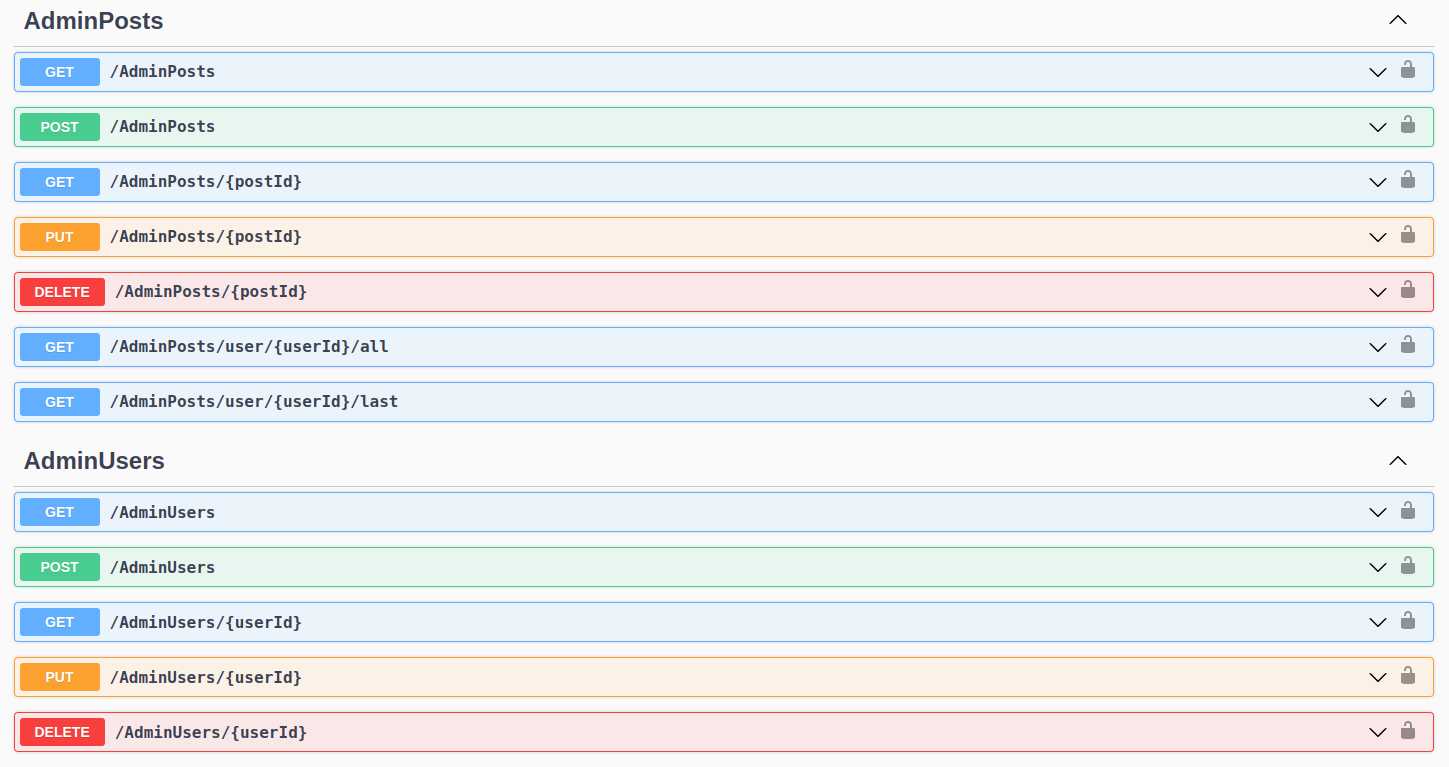 AdminPosts
GET /AdminPosts
POST /AdminPosts
GET /AdminPosts/{postId}
PUT /AdminPosts/{postId}
DELETE /AdminPosts/{postId}
GET /AdminPosts/user/{userId}/all
GET /AdminPosts/user/{userId}/last
AdminUsers
GET /AdminUsers
POST /AdminUsers
GET /AdminUsers/{userId}
PUT /AdminUsers/{userId}
DELETE /AdminUsers/{userId}